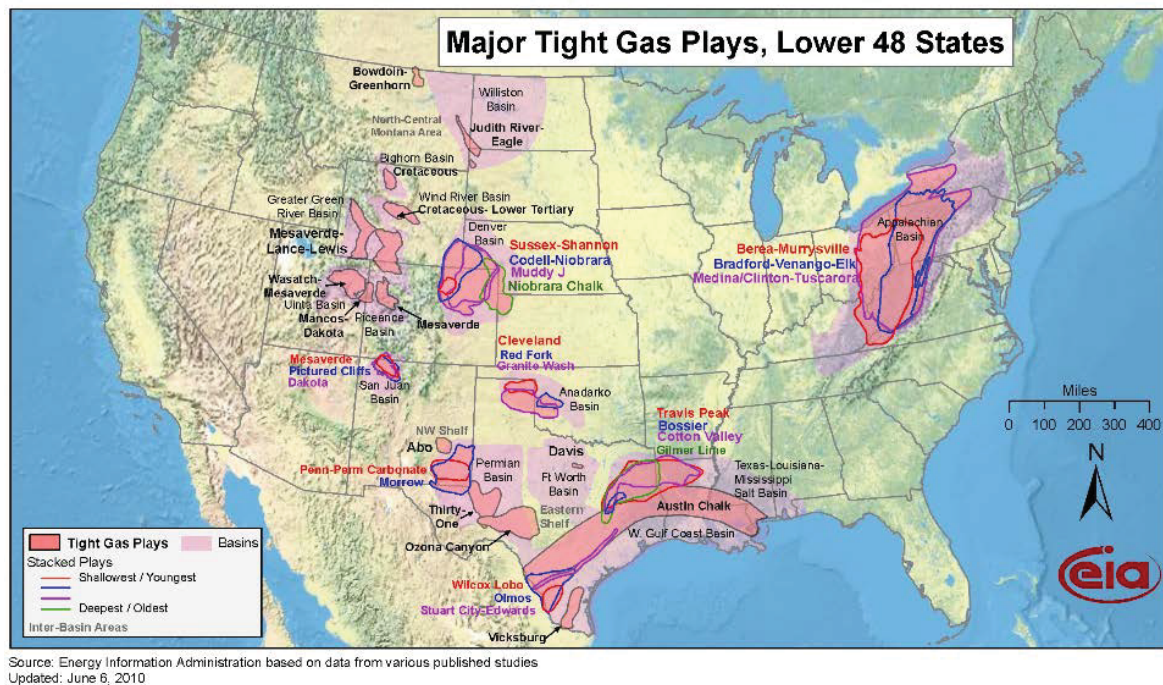 Major Tight Gas Plays, Lower 48 States
Bowdoin-
Greenhorn
Williston
Basin
North-Central
Montana Area
Judith River-
Eagle
Bighorn Basin
Cretaceous
Greater Green
River Basin
Wind River Basin
Cretaceous- Lower Tertiary
Mesaverde-
Lance-Lewis
Denver
Basin
Sussex-Shannon
Codell-Niobrara
Muddy J
Niobrara Chalk
Appalachian
Basin
Berea-Murrysville
Bradford-Venango-Elk
Medina/Clinton-Tuscarora
Wasatch-
Mesaverde
Uinta Basin
Mancos-
Dakota
Piceance
Basin
Mesaverde
Cleveland
Red Fork
Granite Wash
Mesaverde
Pictured Cliffs
Dakota
San Juan
Basin
Anadarko
Basin
Miles
0 100 200 300 400
N
Travis Peak
Bossier
Cotton Valley
Gilmer Lime
NW Shelf
Abo
Davis
Penn-Perm Carbonate
Morrow
Permian
Basin
Ft Worth
Basin
Texas-Louisiana-
Mississippi
Salt Basin
Thirty-
One
Eastern
Shelf
Austin Chalk
Ozona Canyon
W. Gulf Coast Basin
Wilcox Lobo
Olmos
Stuart City-Edwards
Vicksburg
Tight Gas Plays
Basins
Stacked Plays
Shallowest / Youngest
Deepest / Oldest
Inter-Basin Areas
eia
Source: Energy Information Administration based on data from various published studies
Updated: June 6, 2010